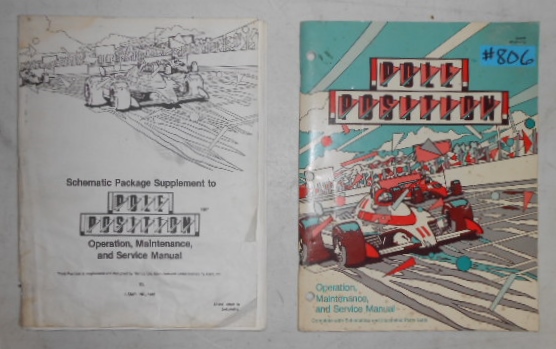 Schematic Package Supplement to
POLE
POSITION
Operation, Maintenance,
and Service Manual
#806
POLE
POSITION
Operation,
Maintenance,
and Service Manual